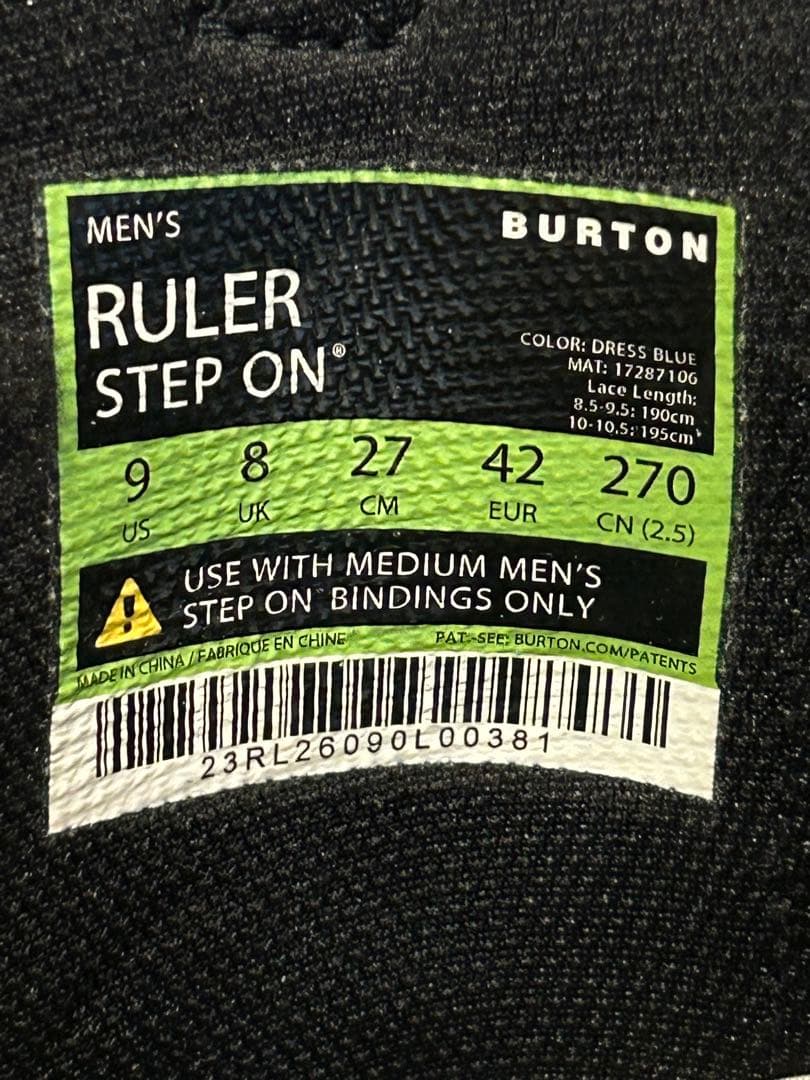 MEN'S
BURTON
RULER
STEP ON®
COLOR: DRESS BLUE
MAT: 17287106
Lace Length:
8.5-9.5: 190cm
10-10.5: 195cm
9 8 27 42 270
US UK CM EUR CN (2.5)
USE WITH MEDIUM MEN'S
STEP ON BINDINGS ONLY
MADE IN CHINA / FABRIQUE EN CHINE
PAT.-SEE: BURTON.COM/PATENTS
23RL26090L00381